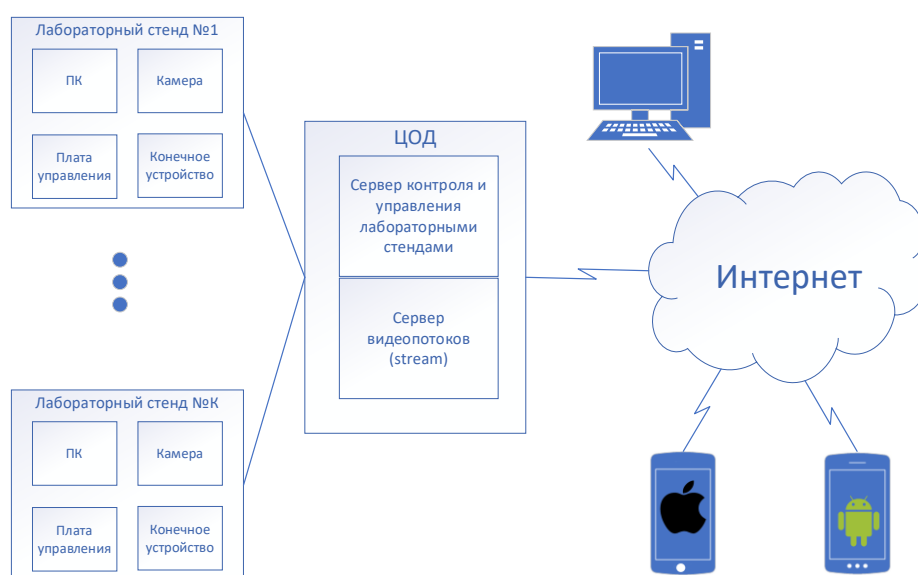 Лабораторный стенд №1
ПК
Камера
Плата
управления
Конечное
устройство
ЦОД
Сервер контроля и
управления
лабораторными
стендами
Сервер
видеопотоков
(stream)
Интернет
Лабораторный стенд №К
ПК
Камера
Плата
управления
Конечное
устройство